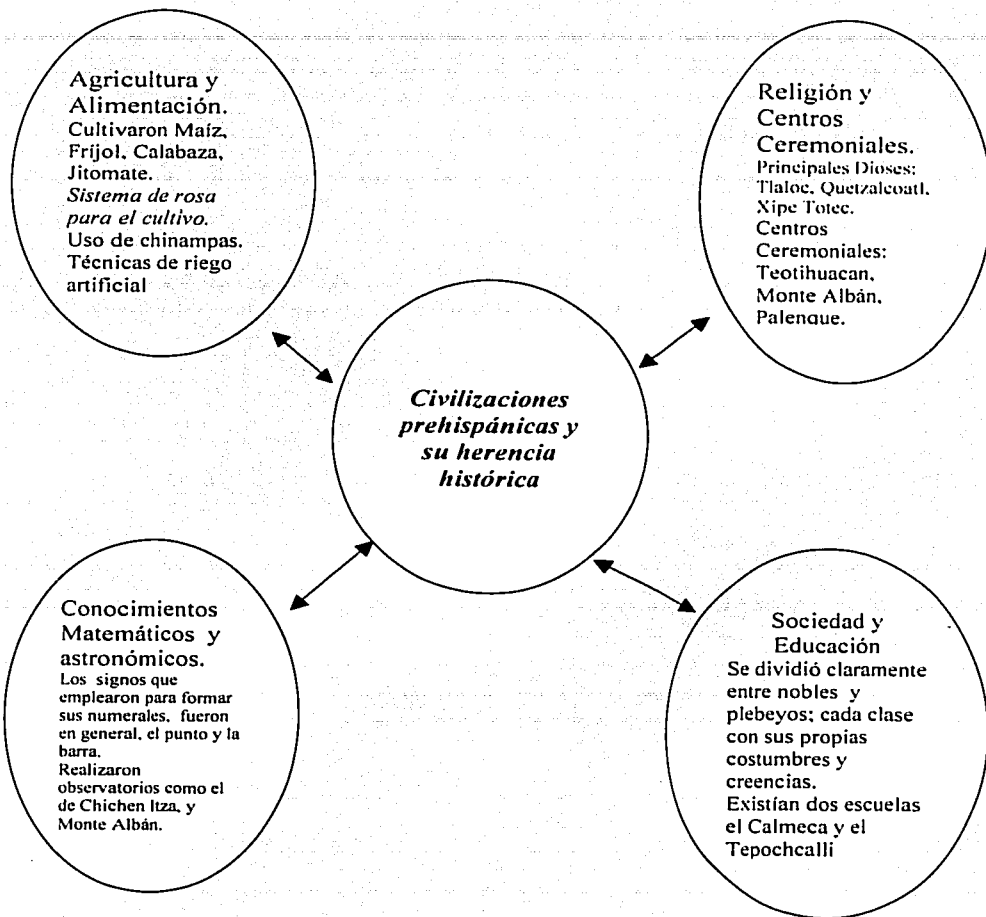 Agricultura y
Alimentación.
Cultivaron Maíz,
Fríjol, Calabaza,
Jitomate.
Sistema de rosa
para el cultivo.
Uso de chinampas.
Técnicas de riego
artificial
Religión y
Centros
Ceremoniales.
Principales Dioses:
Tlaloc, Quetzalcoatl,
Xipe Totec.
Centros
Ceremoniales:
Teotihuacan,
Monte Albán,
Palenque.
Civilizaciones
prehispánicas y
su herencia
histórica
Conocimientos
Matemáticos y
astronómicos.
Los signos que
emplearon para formar
sus numerales, fueron
en general, el punto y la
barra.
Realizaron
observatorios como el
de Chichen Itza, y
Monte Albán.
Sociedad y
Educación
Se dividió claramente
entre nobles y
plebeyos; cada clase
con sus propias
costumbres y
creencias.
Existían dos escuelas
el Calmeca y el
Tepochcalli